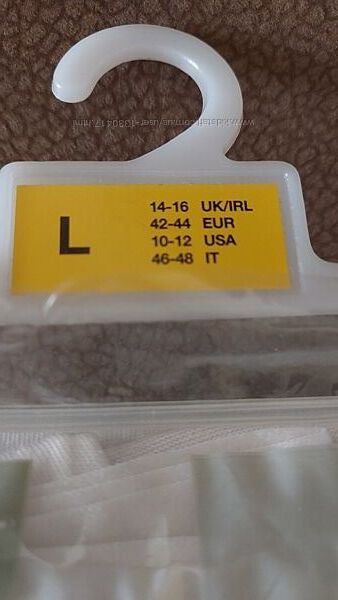 L
14-16 UK/IRL
42-44 EUR
10-12 USA
46-48 IT